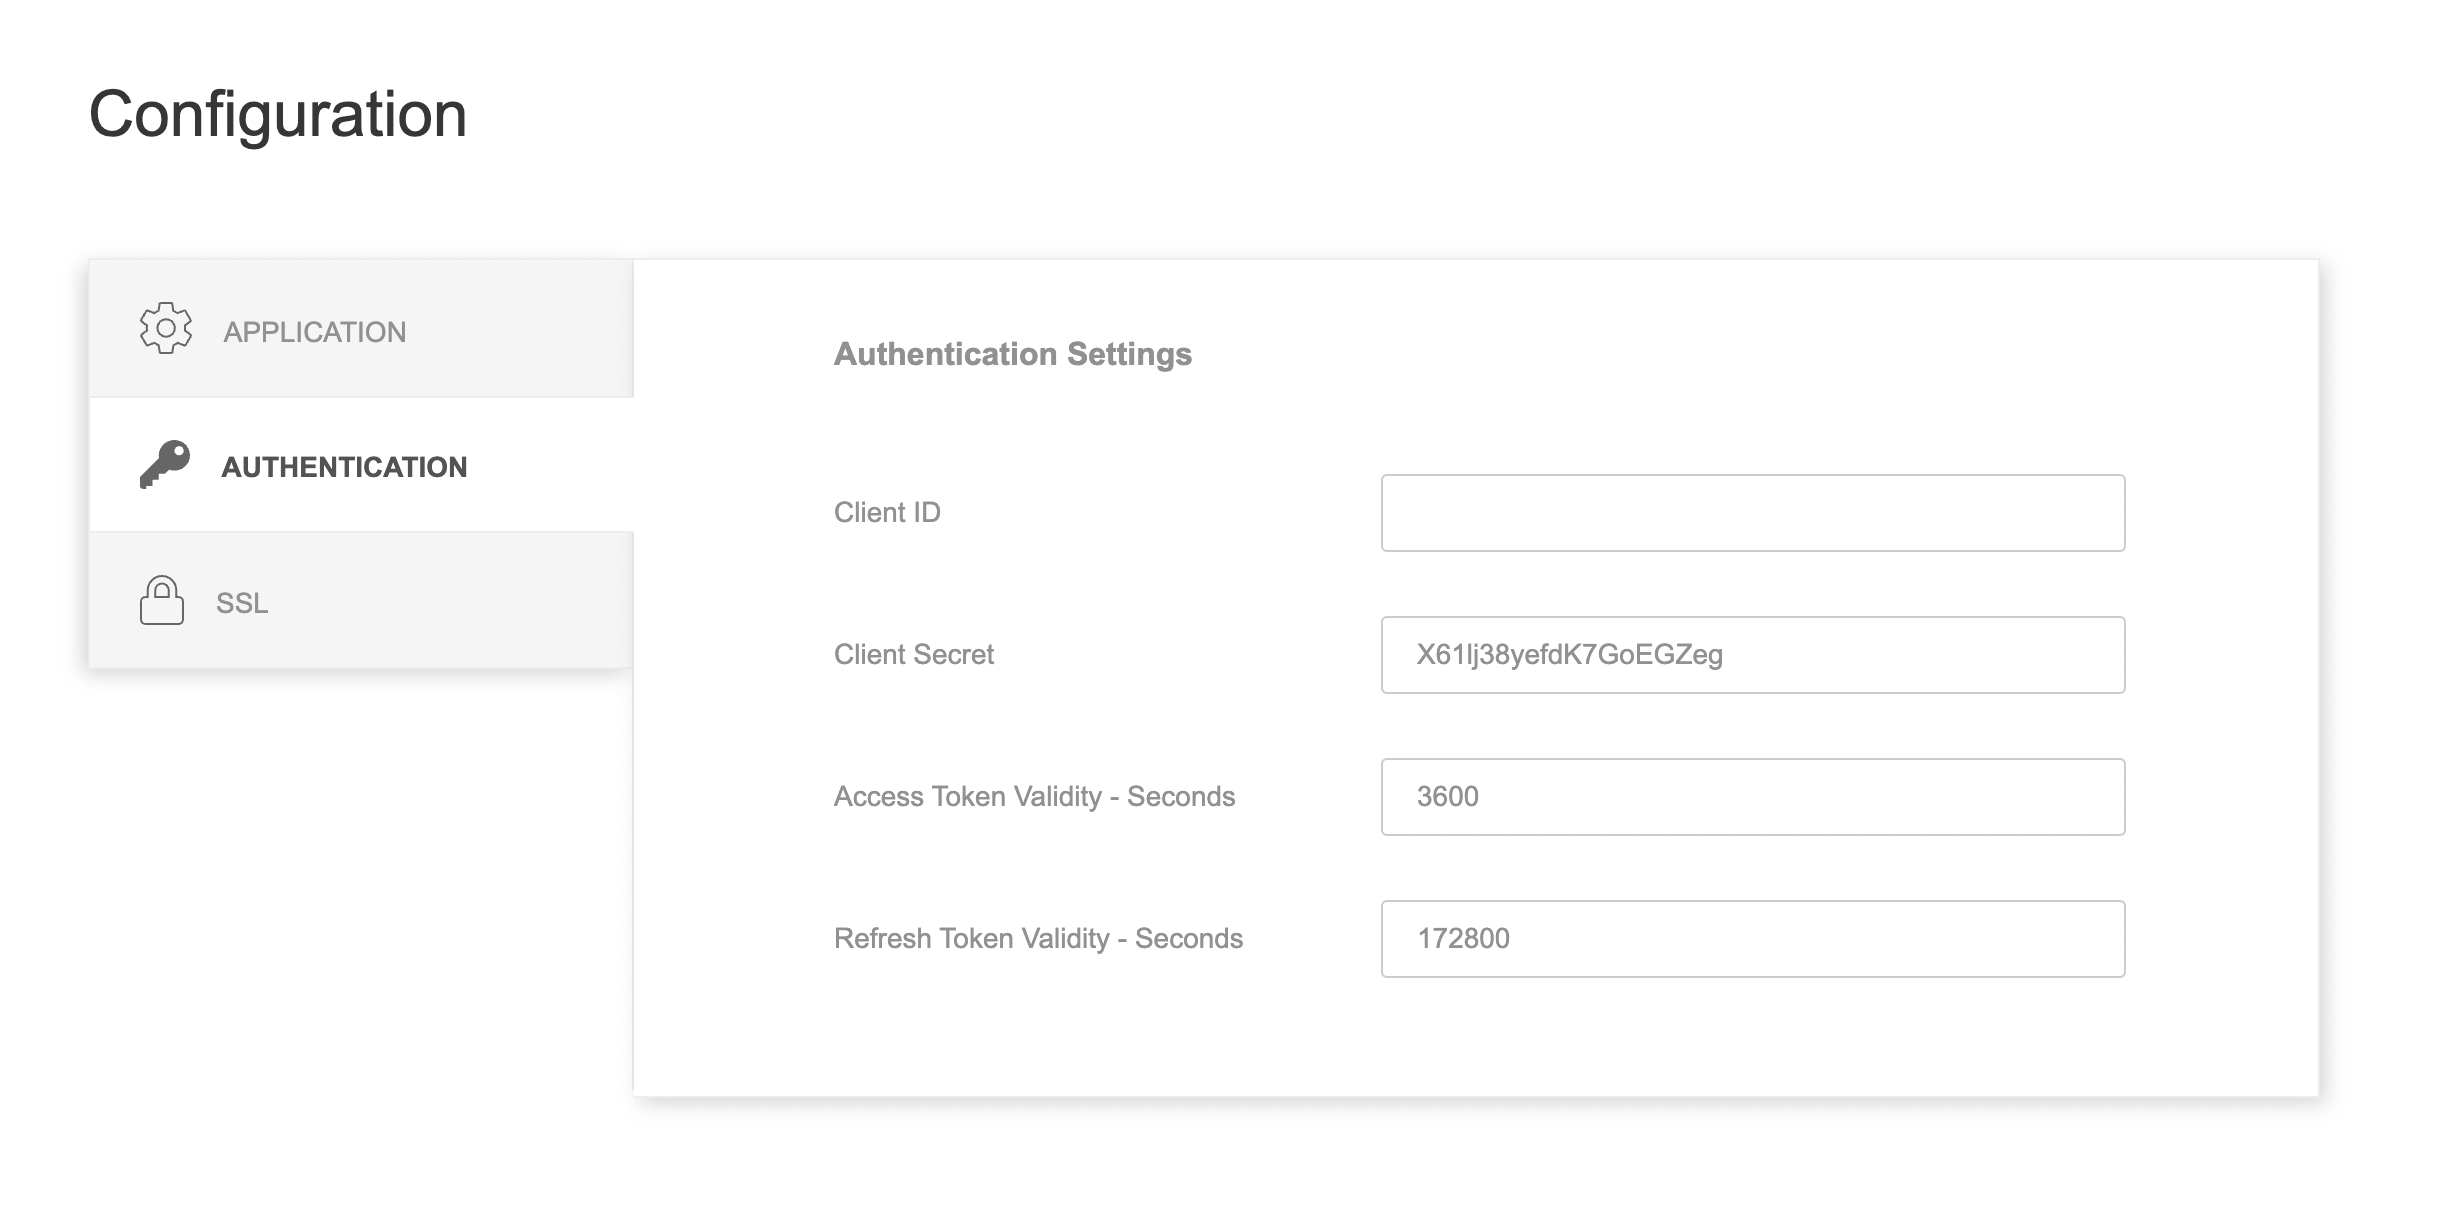 Configuration
APPLICATION
AUTHENTICATION
SSL
Authentication Settings
Client ID
Client Secret
X61lj38yefdK7GoEGZeg
Access Token Validity - Seconds
3600
Refresh Token Validity - Seconds
172800